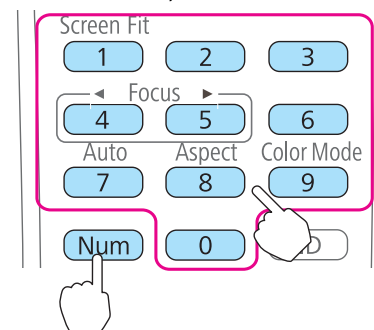 Screen Fit
1 2 3
◄ Focus ►
4 5 6
Auto Aspect Color Mode
7 8 9
Num 0